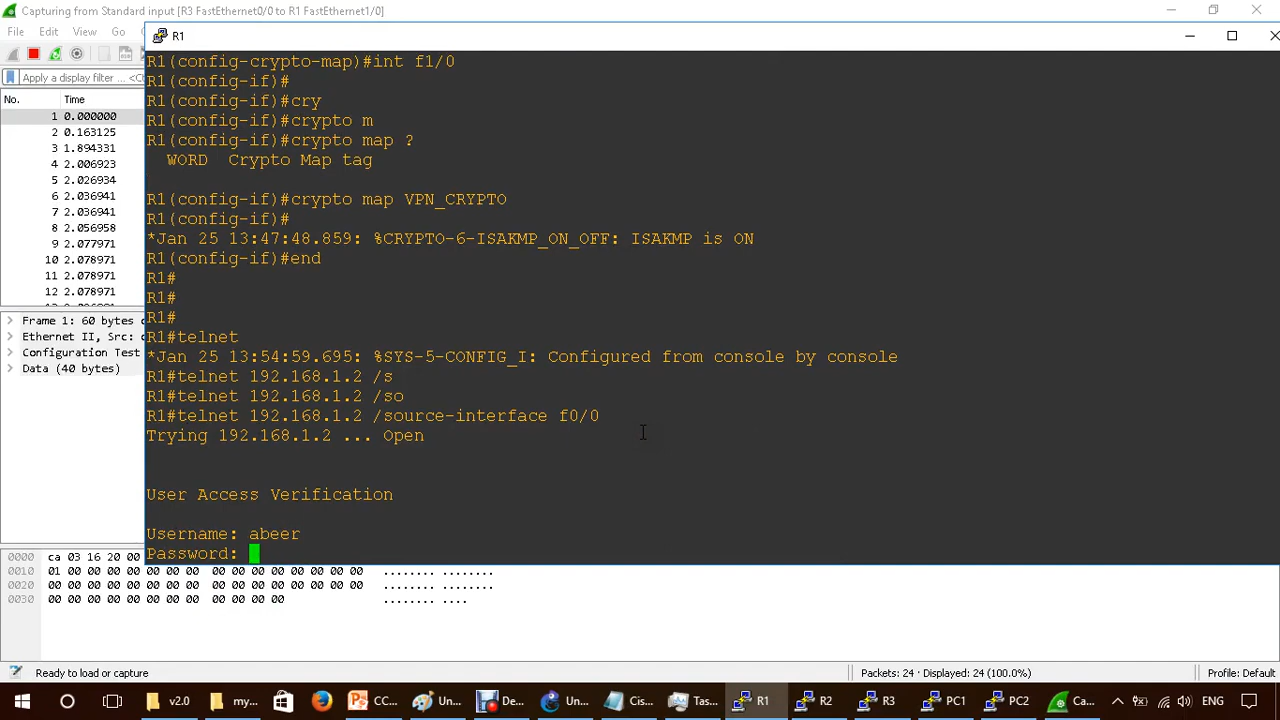 Capturing from Standard input [R3 FastEthernet0/0 to R1 FastEthernet1/0]
File Edit View Go
R1
Apply a display filter ... <C
No. Time
1 0.000000
2 0.163125
3 1.894331
4 2.006923
5 2.026934
6 2.036941
7 2.036941
8 2.056958
9 2.077971
10 2.078971
11 2.078971
12 2.078971
R1(config-crypto-map)#int f1/0
R1(config-if)#
R1(config-if)#cry
R1(config-if)#crypto m
R1(config-if)#crypto map ?
WORD Crypto Map tag
R1(config-if)#crypto map VPN_CRYPTO
R1(config-if)#
*Jan 25 13:47:48.859: %CRYPTO-6-ISAKMP_ON_OFF: ISAKMP is ON
R1(config-if)#end
R1#
R1#
R1#
R1#telnet
*Jan 25 13:54:59.695: %SYS-5-CONFIG_I: Configured from console by console
R1#telnet 192.168.1.2 /s
R1#telnet 192.168.1.2 /so
R1#telnet 192.168.1.2 /source-interface f0/0
Trying 192.168.1.2 ... Open
User Access Verification
Username: abeer
Password:
Frame 1: 60 bytes
Ethernet II, Src:
Configuration Test
Data (40 bytes)
0000 ca 03 16 20 00
0010 01 00 00 00 00 00 00 00 00 00 00 00 00 00 00 00 ........ ........
0020 00 00 00 00 00 00 00 00 00 00 00 00 00 00 00 00 ........ ........
0030 00 00 00 00 00 00 00 00 00 00 00 00 ........ ....
Ready to load or capture
Packets: 24 · Displayed: 24 (100.0%)
Profile: Default
v2.0 my... CC... Un... De... Un... Cis... Tas... R1 R2 R3 PC1 PC2 Ca... ENG